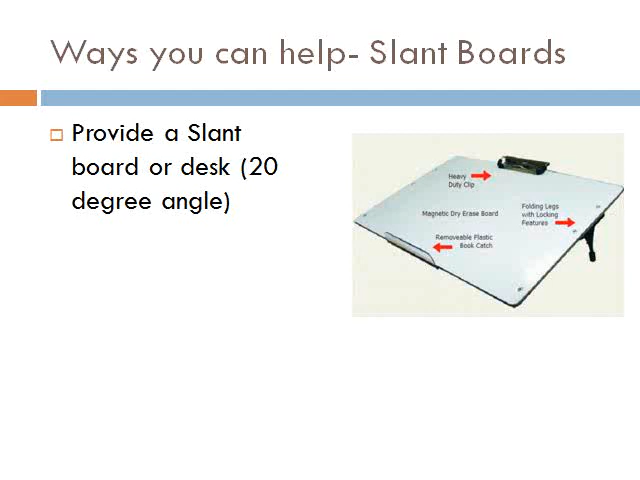 Ways you can help- Slant Boards
Provide a Slant
board or desk (20
degree angle)
Heavy
Duty Clip
Magnetic Dry Erase Board
Folding Legs
with Locking
Features
Removeable Plastic
Book Catch